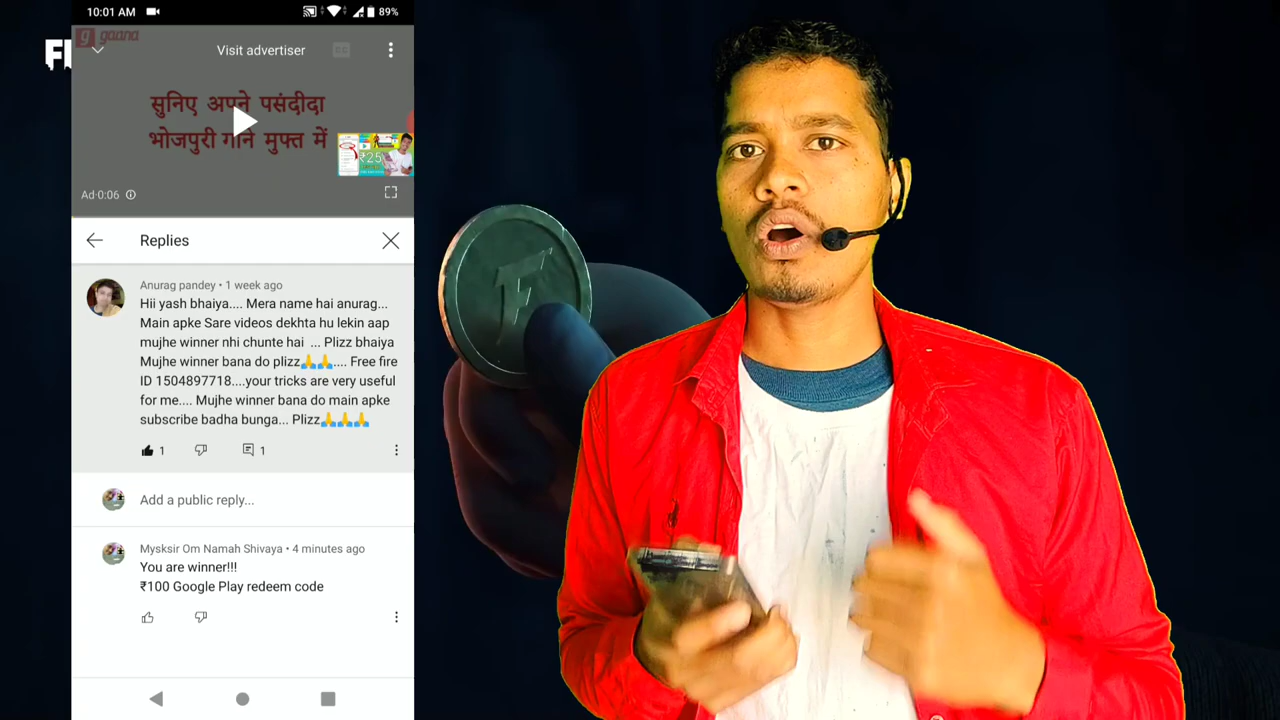 10:01 AM
89%
FI
gaana
Visit advertiser
CC
सुनिए अपने पसंदीदा
भोजपुरी गाने मुफ्त में
₹25
Ad·0:06
Replies
Anurag pandey • 1 week ago
Hii yash bhaiya.... Mera name hai anurag...
Main apke Sare videos dekhta hu lekin aap
mujhe winner nhi chunte hai ... Plizz bhaiya
Mujhe winner bana do plizz🙏🙏.... Free fire
ID 1504897718....your tricks are very useful
for me.... Mujhe winner bana do main apke
subscribe badha bunga... Plizz🙏🙏🙏
1
1
Add a public reply...
Mysksir Om Namah Shivaya • 4 minutes ago
You are winner!!!
₹100 Google Play redeem code
F